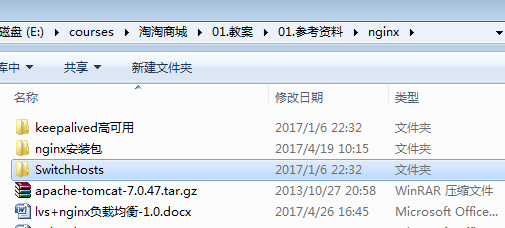 磁盘 (E:) ▸ courses ▸ 淘淘商城 ▸ 01.教案 ▸ 01.参考资料 ▸ nginx ▸
库中 共享 新建文件夹
名称 修改日期 类型
keepalived高可用 2017/1/6 22:32 文件夹
nginx安装包 2017/4/19 10:15 文件夹
SwitchHosts 2017/1/6 22:32 文件夹
apache-tomcat-7.0.47.tar.gz 2013/10/27 20:58 WinRAR 压缩文件
lvs+nginx负载均衡-1.0.docx 2017/4/26 16:45 Microsoft Office...